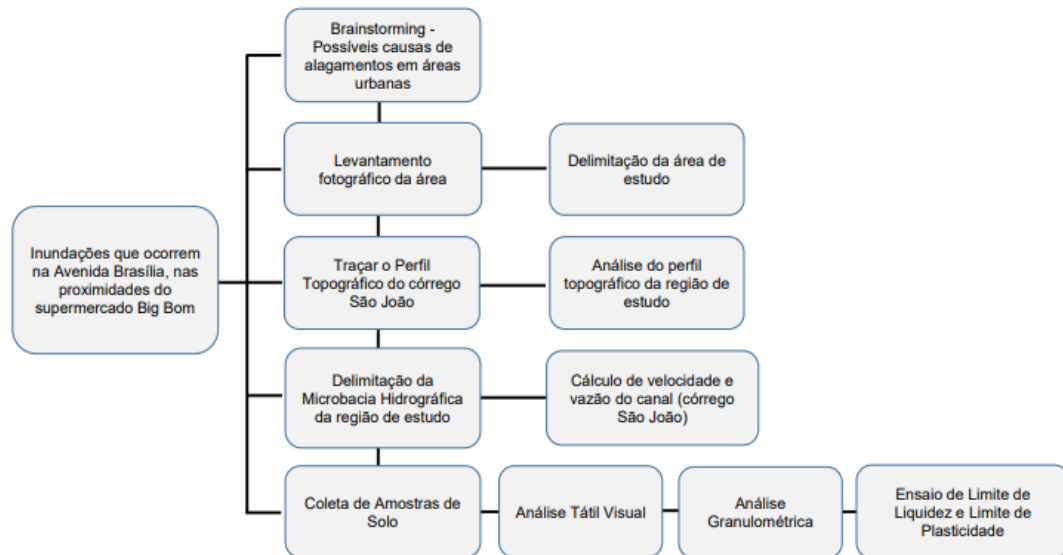 Brainstorming -
Possíveis causas de
alagamentos em áreas
urbanas
Levantamento
fotográfico da área
Delimitação da área de
estudo
Inundações que ocorrem
na Avenida Brasília, nas
proximidades do
supermercado Big Bom
Traçar o Perfil
Topográfico do córrego
São João
Análise do perfil
topográfico da região de
estudo
Delimitação da
Microbacia Hidrográfica
da região de estudo
Cálculo de velocidade e
vazão do canal (córrego
São João)
Coleta de Amostras de
Solo
Análise Tátil Visual
Análise
Granulométrica
Ensaio de Limite de
Liquidez e Limite de
Plasticidade